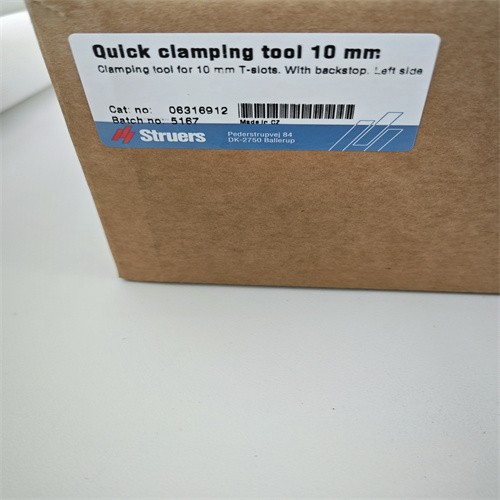 Quick clamping tool 10 mm
Clamping tool for 10 mm T-slots. With backstop. Left side
Cat: no: 06316912
Batch no: 5167 Made in CZ
Struers Pederstrupvej 84
DK-2750 Ballerup